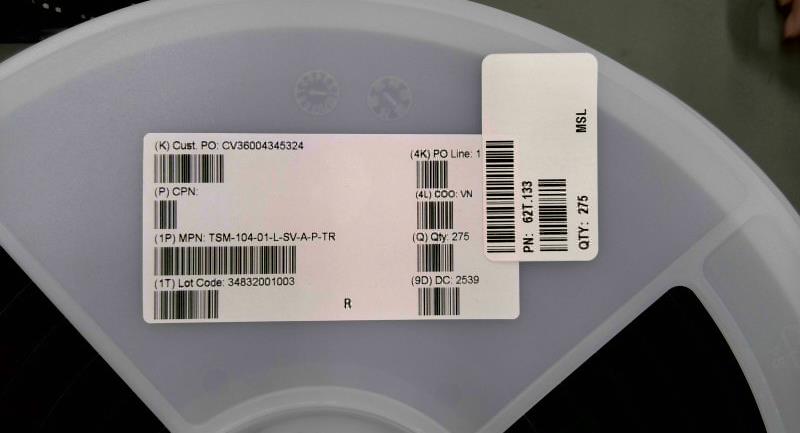 (K) Cust. PO: CV36004345324
(4K) PO Line: 1
(P) CPN:
(4L) COO: VN
(1P) MPN: TSM-104-01-L-SV-A-P-TR
(Q) Qty: 275
(1T) Lot Code: 34832001003
(9D) DC: 2539
R
PN: 62T.133
QTY: 275
MSL